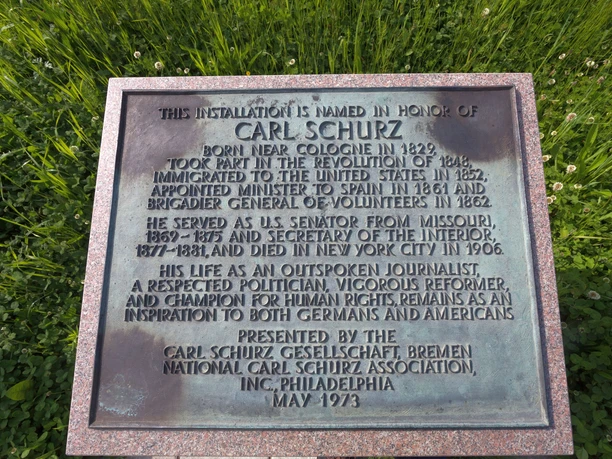 THIS INSTALLATION IS NAMED IN HONOR OF
CARL SCHURZ
BORN NEAR COLOGNE IN 1829,
TOOK PART IN THE REVOLUTION OF 1848,
IMMIGRATED TO THE UNITED STATES IN 1852,
APPOINTED MINISTER TO SPAIN IN 1861 AND
BRIGADIER GENERAL OF VOLUNTEERS IN 1862.
HE SERVED AS U.S. SENATOR FROM MISSOURI,
1869-1875 AND SECRETARY OF THE INTERIOR,
1877-1881, AND DIED IN NEW YORK CITY IN 1906.
HIS LIFE AS AN OUTSPOKEN JOURNALIST,
A RESPECTED POLITICIAN, VIGOROUS REFORMER,
AND CHAMPION FOR HUMAN RIGHTS, REMAINS AS AN
INSPIRATION TO BOTH GERMANS AND AMERICANS
PRESENTED BY THE
CARL SCHURZ GESELLSCHAFT, BREMEN
NATIONAL CARL SCHURZ ASSOCIATION,
INC., PHILADELPHIA
MAY 1973